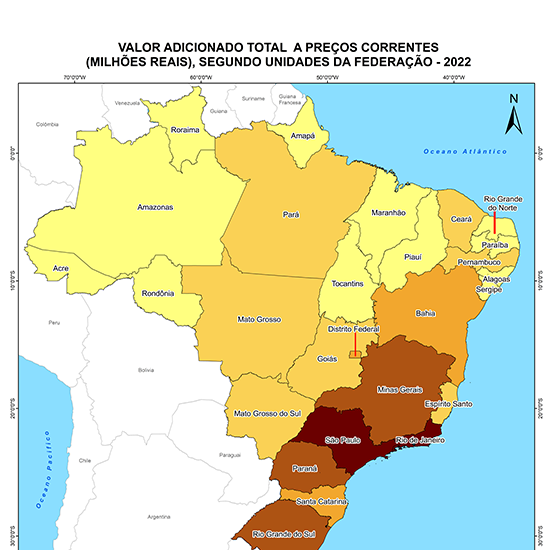 VALOR ADICIONADO TOTAL A PREÇOS CORRENTES
(MILHÕES REAIS), SEGUNDO UNIDADES DA FEDERAÇÃO - 2022
70°0'0"W
60°0'0"W
50°0'0"W
40°0'0"W
Venezuela
Suriname
Guiana
Guiana
Francesa
Colômbia
N
Roraima
Amapá
Oceano Atlântico
0°0'0"
Rio Grande
do Norte
Amazonas
Pará
Maranhão
Ceará
Paraíba
Piauí
Pernambuco
Acre
Rondônia
Tocantins
Alagoas
Sergipe
10°0'0"S
Mato Grosso
Bahia
Peru
Distrito Federal
Goiás
Bolívia
Minas Gerais
Espírito Santo
20°0'0"S
Mato Grosso do Sul
São Paulo
Rio de Janeiro
Oceano Pacífico
Chile
Paraguai
Paraná
Santa Catarina
Argentina
Rio Grande do Sul
30°0'0"S